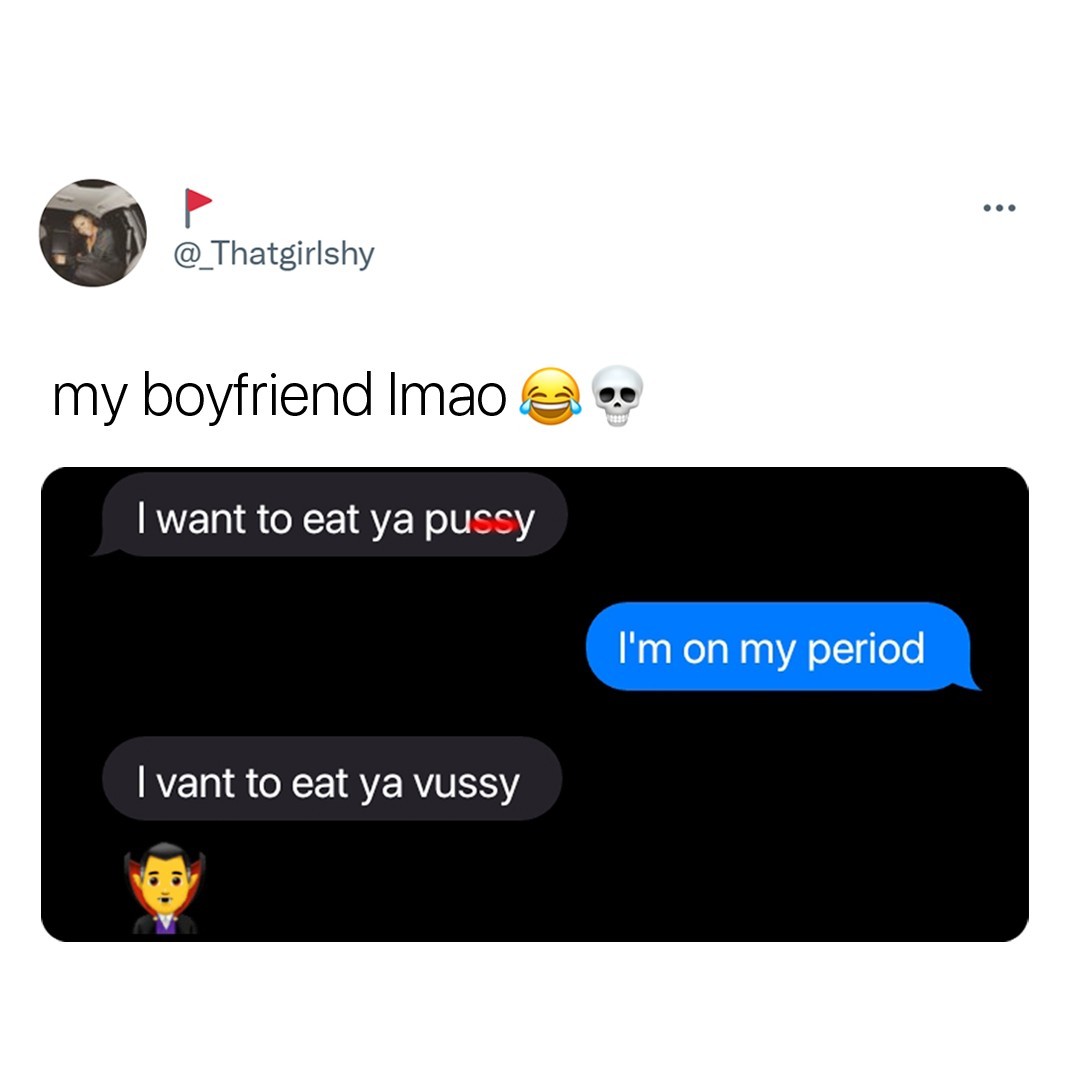 🚩
@_Thatgirlshy
my boyfriend lmao 😂💀
I want to eat ya pussy
I'm on my period
I vant to eat ya vussy
🧛‍♂️